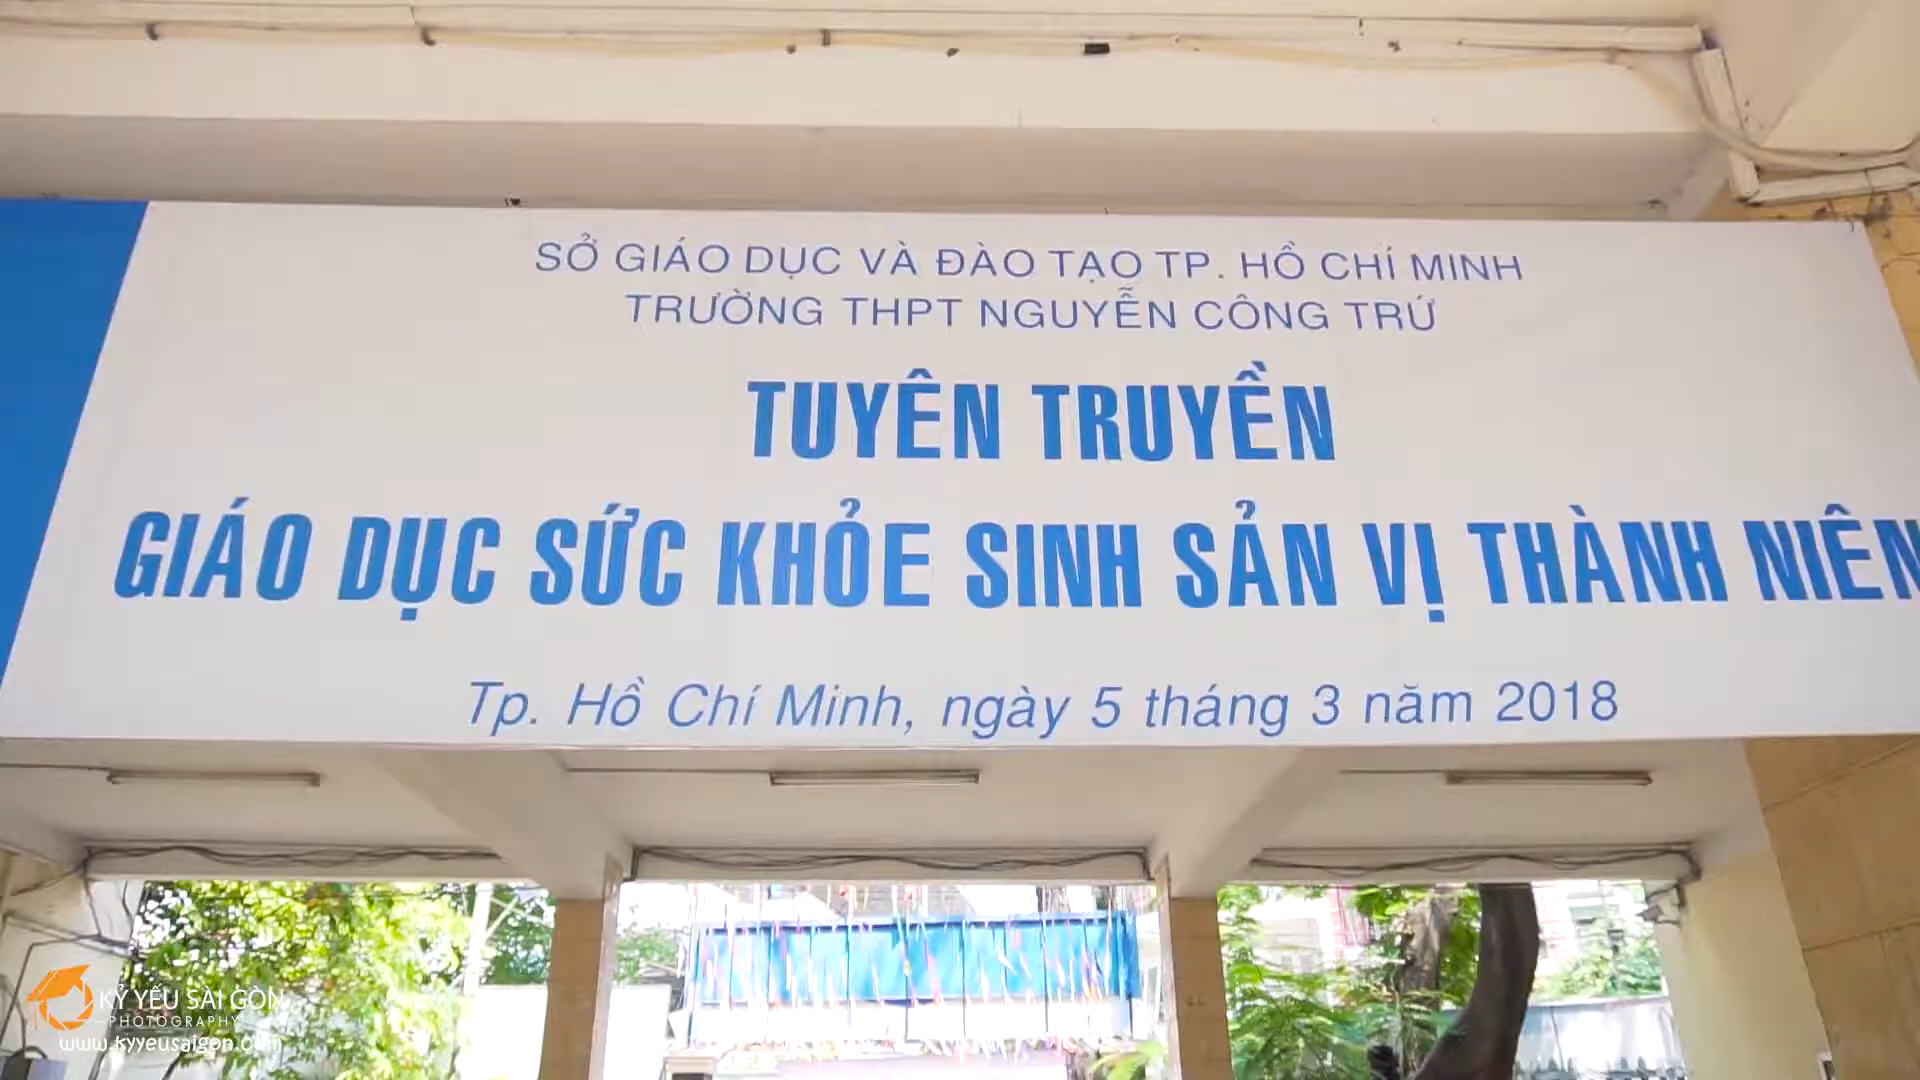 SỞ GIÁO DỤC VÀ ĐÀO TẠO TP. HỒ CHÍ MINH
TRƯỜNG THPT NGUYỄN CÔNG TRỨ
TUYÊN TRUYỀN
GIÁO DỤC SỨC KHỎE SINH SẢN VỊ THÀNH NIÊN
Tp. Hồ Chí Minh, ngày 5 tháng 3 năm 2018
KỶ YẾU SÀI GÒN
PHOTOGRAPHY
www.kyyeusaigon.com